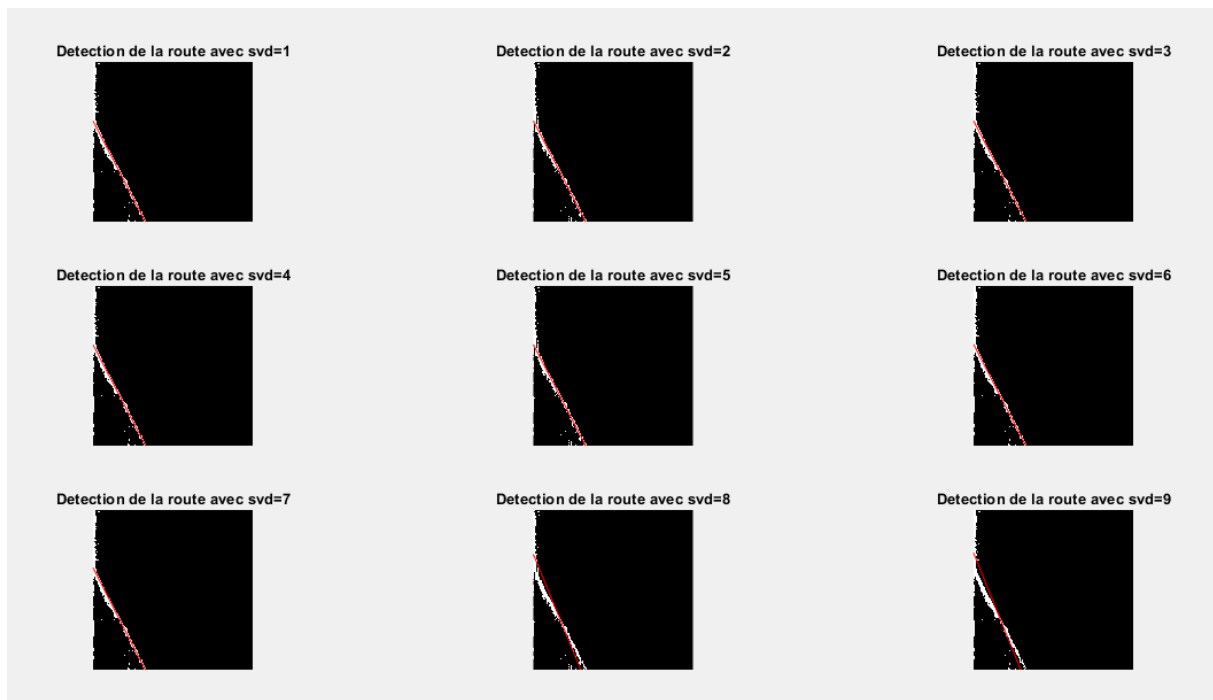 Detection de la route avec svd=1
Detection de la route avec svd=2
Detection de la route avec svd=3
Detection de la route avec svd=4
Detection de la route avec svd=5
Detection de la route avec svd=6
Detection de la route avec svd=7
Detection de la route avec svd=8
Detection de la route avec svd=9